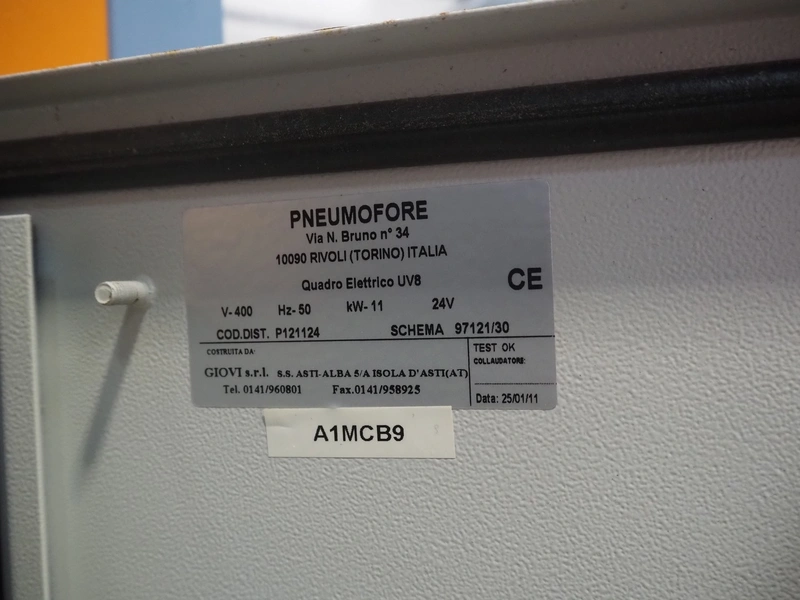 PNEUMOFORE
Via N. Bruno n° 34
10090 RIVOLI (TORINO) ITALIA
Quadro Elettrico UV8
CE
V- 400 Hz- 50 kW- 11 24V
COD.DIST. P121124 SCHEMA 97121/30
COSTRUITA DA:
GIOVI s.r.l. S.S. ASTI-ALBA 5/A ISOLA D'ASTI(AT)
Tel. 0141/960801 Fax.0141/958925
TEST OK
COLLAUDATORE:
Data: 25/01/11
A1MCB9